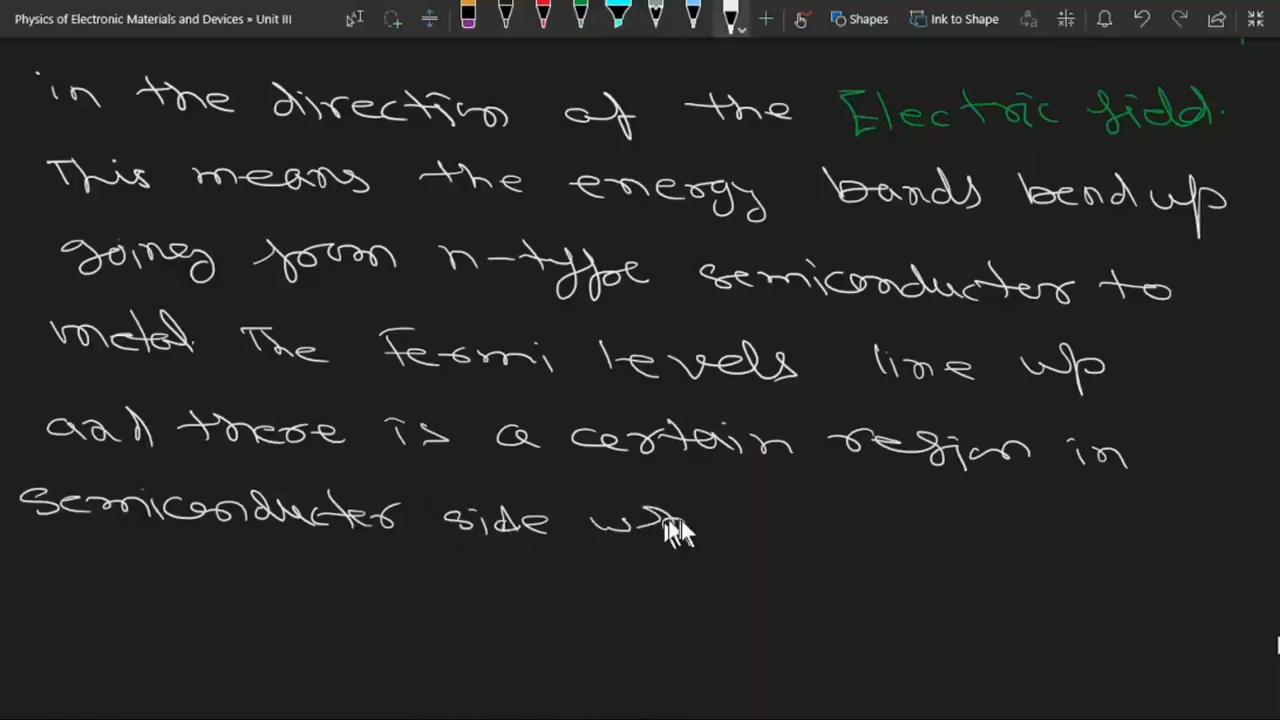 Physics of Electronic Materials and Devices » Unit III
Shapes
Ink to Shape
in the direction of the Electric field.
This means the energy bands bend up
going from n-type semiconductor to
metal. The Fermi levels line up
and there is a certain region in
semiconductor side